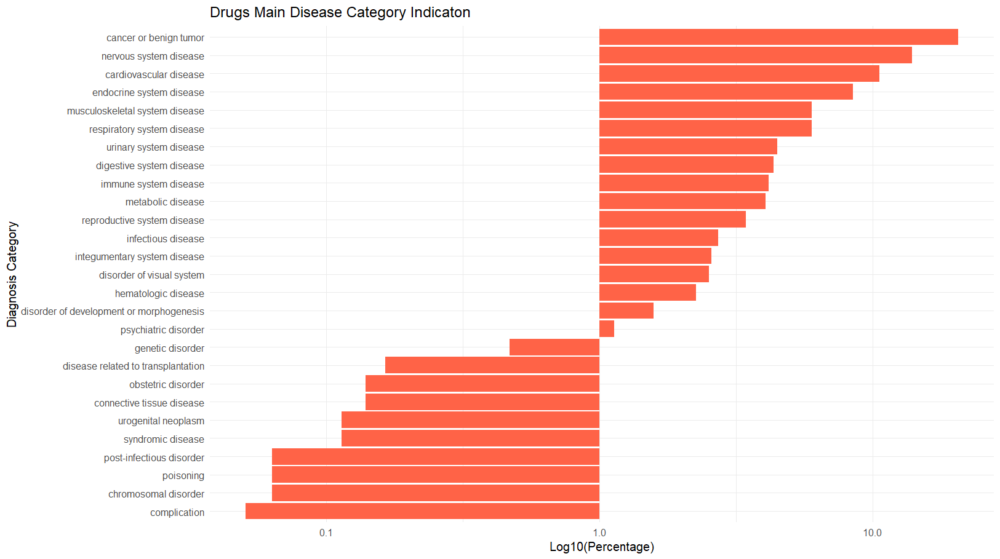 Drugs Main Disease Category Indicaton
Diagnosis Category
cancer or benign tumor
nervous system disease
cardiovascular disease
endocrine system disease
musculoskeletal system disease
respiratory system disease
urinary system disease
digestive system disease
immune system disease
metabolic disease
reproductive system disease
infectious disease
integumentary system disease
disorder of visual system
hematologic disease
disorder of development or morphogenesis
psychiatric disorder
genetic disorder
disease related to transplantation
obstetric disorder
connective tissue disease
urogenital neoplasm
syndromic disease
post-infectious disorder
poisoning
chromosomal disorder
complication
0.1 1.0 10.0
Log10(Percentage)